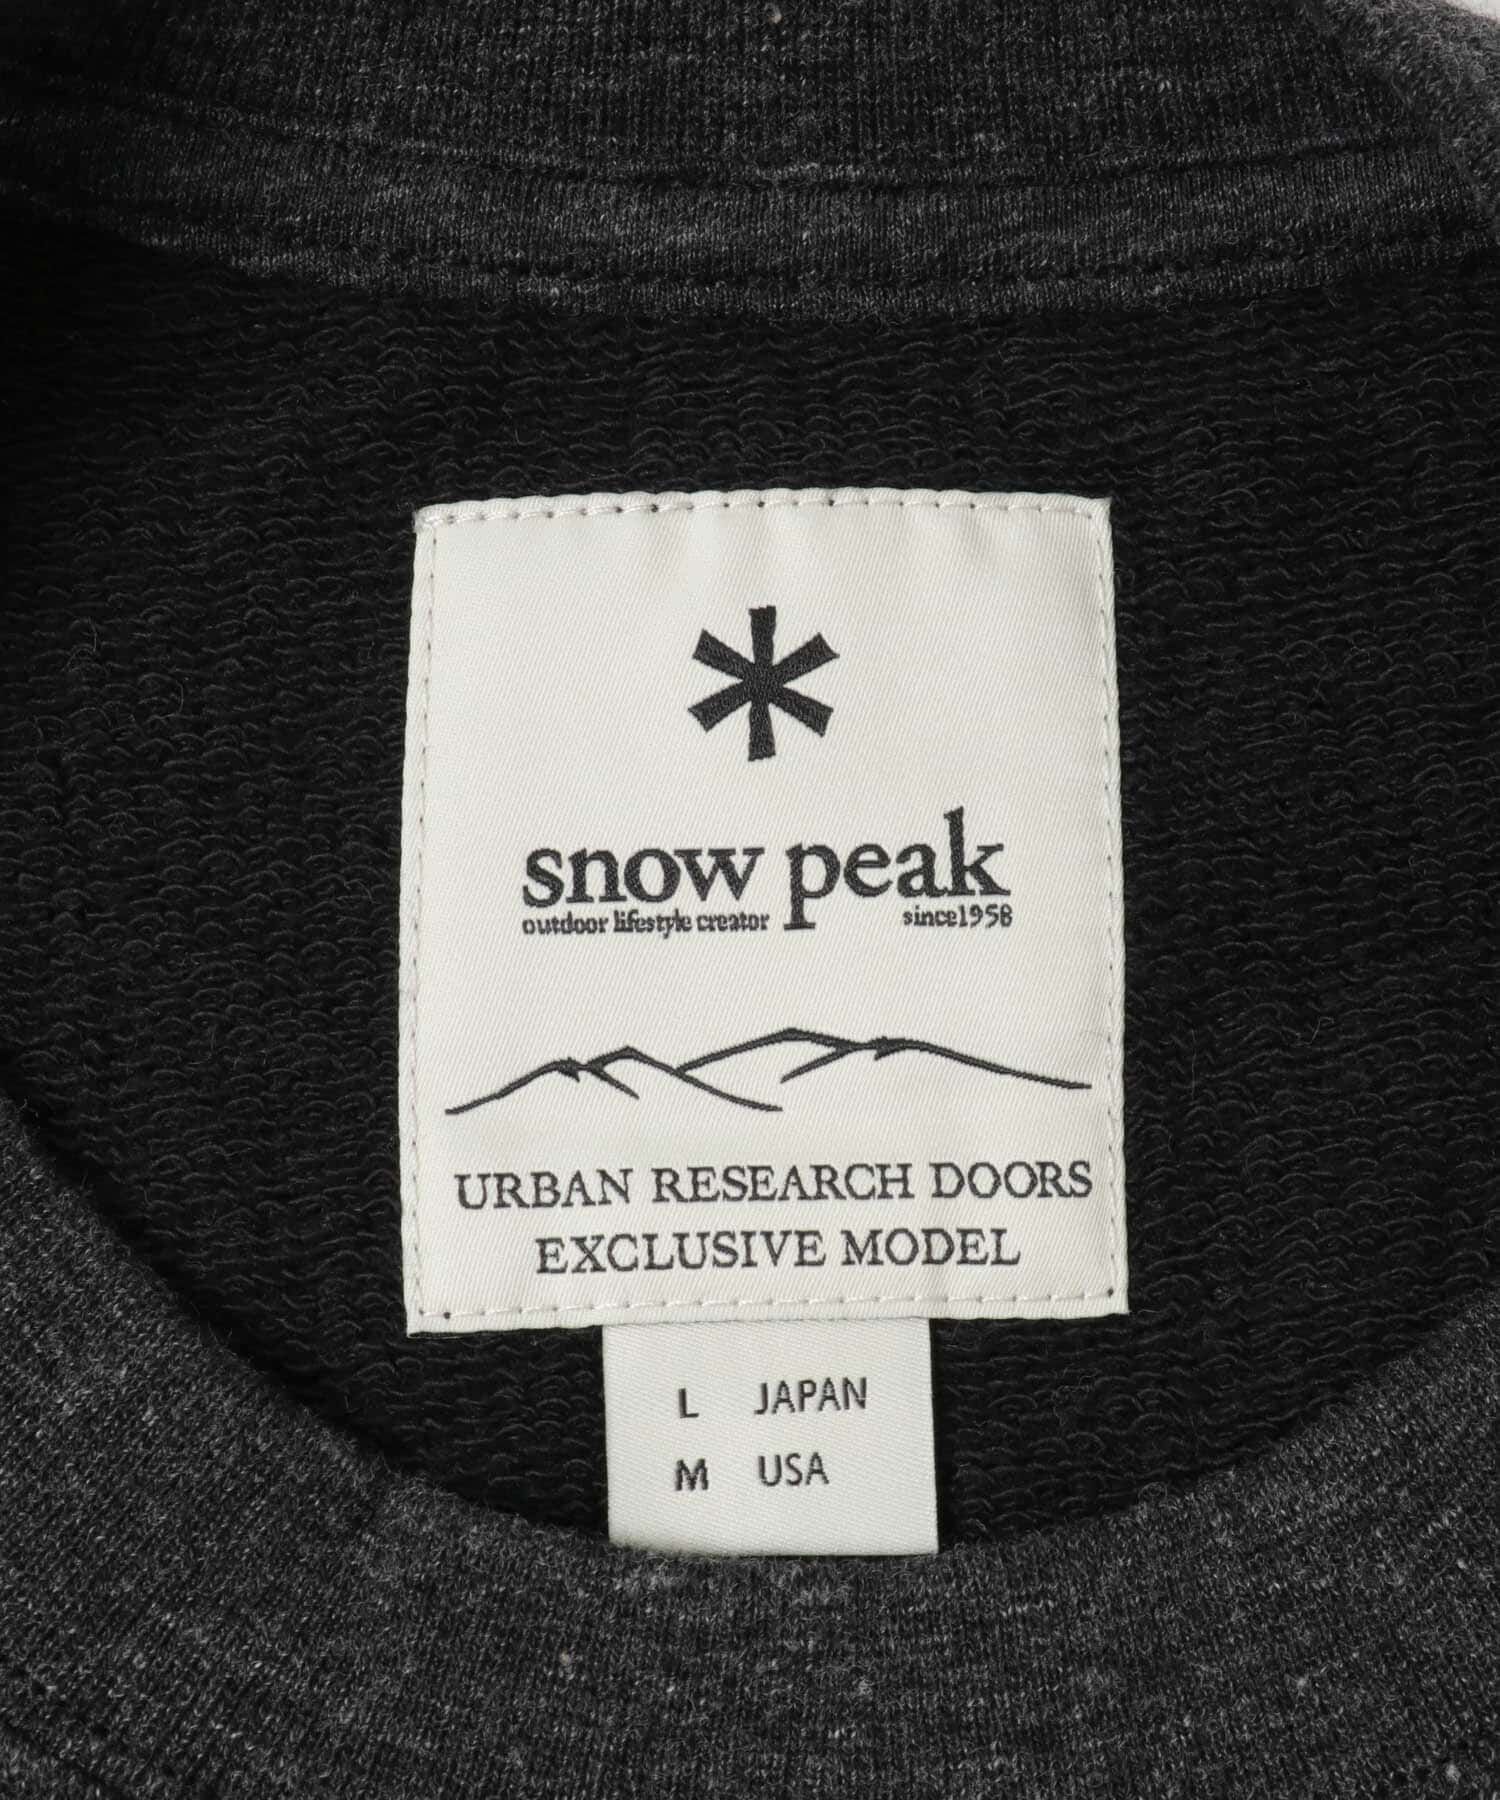 snow peak
outdoor lifestyle creator since1958
URBAN RESEARCH DOORS
EXCLUSIVE MODEL
L JAPAN
M USA